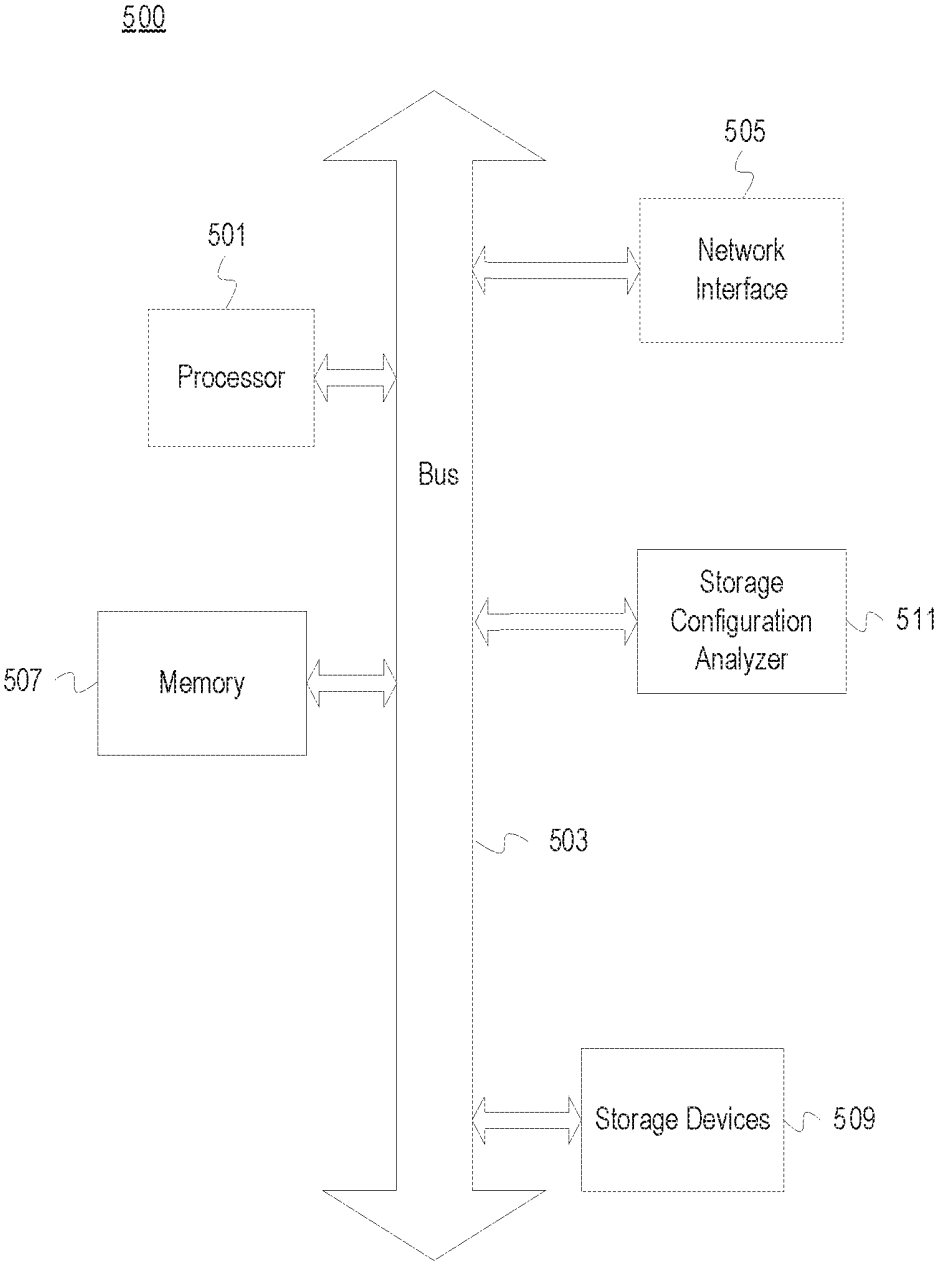 500
505
Network
Interface
501
Processor
Bus
Storage
Configuration
Analyzer
511
507
Memory
503
Storage Devices
509